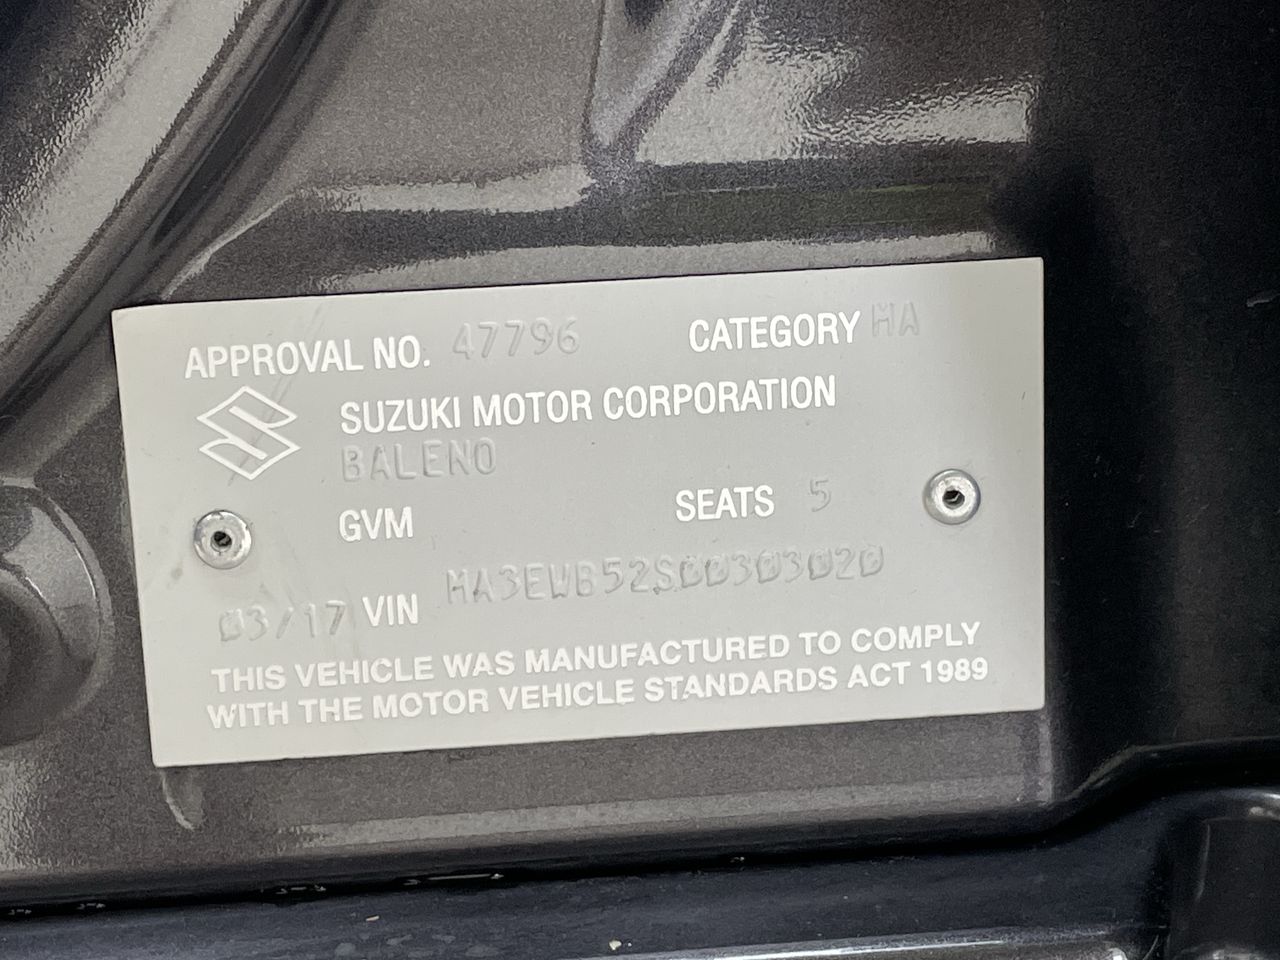 APPROVAL NO. 47796 CATEGORY MA
SUZUKI MOTOR CORPORATION
BALENO
GVM SEATS 5
03/17 VIN MA3EWB52S00303020
THIS VEHICLE WAS MANUFACTURED TO COMPLY
WITH THE MOTOR VEHICLE STANDARDS ACT 1989